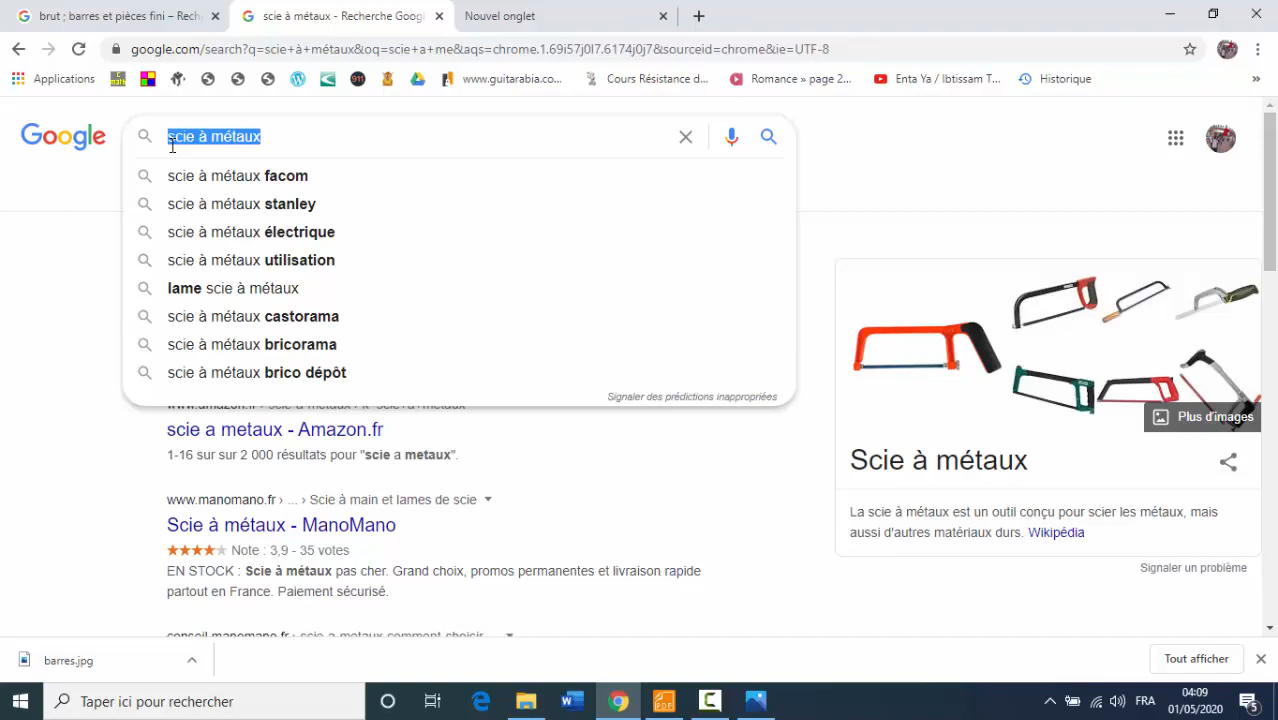 brut ; barres et pièces fini – Rec
scie à métaux - Recherche Googl
Nouvel onglet
google.com/search?q=scie+à+métaux&oq=scie+a+me&aqs=chrome.1.69i57j0l7.6174j0j7&sourceid=chrome&ie=UTF-8
Applications
911
www.guitarabia.co...
Cours Résistance d...
Romance » page 2...
Enta Ya / Ibtissam T...
Historique
Google
scie à métaux
scie à métaux facom
scie à métaux stanley
scie à métaux électrique
scie à métaux utilisation
lame scie à métaux
scie à métaux castorama
scie à métaux bricorama
scie à métaux brico dépôt
Signaler des prédictions inappropriées
www.amazon.fr › scie-a-metaux › k=scie+a+metaux
scie a metaux - Amazon.fr
1-16 sur sur 2 000 résultats pour "scie a metaux".
www.manomano.fr › ... › Scie à main et lames de scie
Scie à métaux - ManoMano
Note : 3,9 - 35 votes
EN STOCK : Scie à métaux pas cher. Grand choix, promos permanentes et livraison rapide
partout en France. Paiement sécurisé.
conseil.manomano.fr › scie-a-metaux-comment-choisir
Plus d'images
Scie à métaux
La scie à métaux est un outil conçu pour scier les métaux, mais
aussi d'autres matériaux durs. Wikipédia
Signaler un problème
barres.jpg
Tout afficher
Taper ici pour rechercher
PDF
FRA
04:09
01/05/2020
5